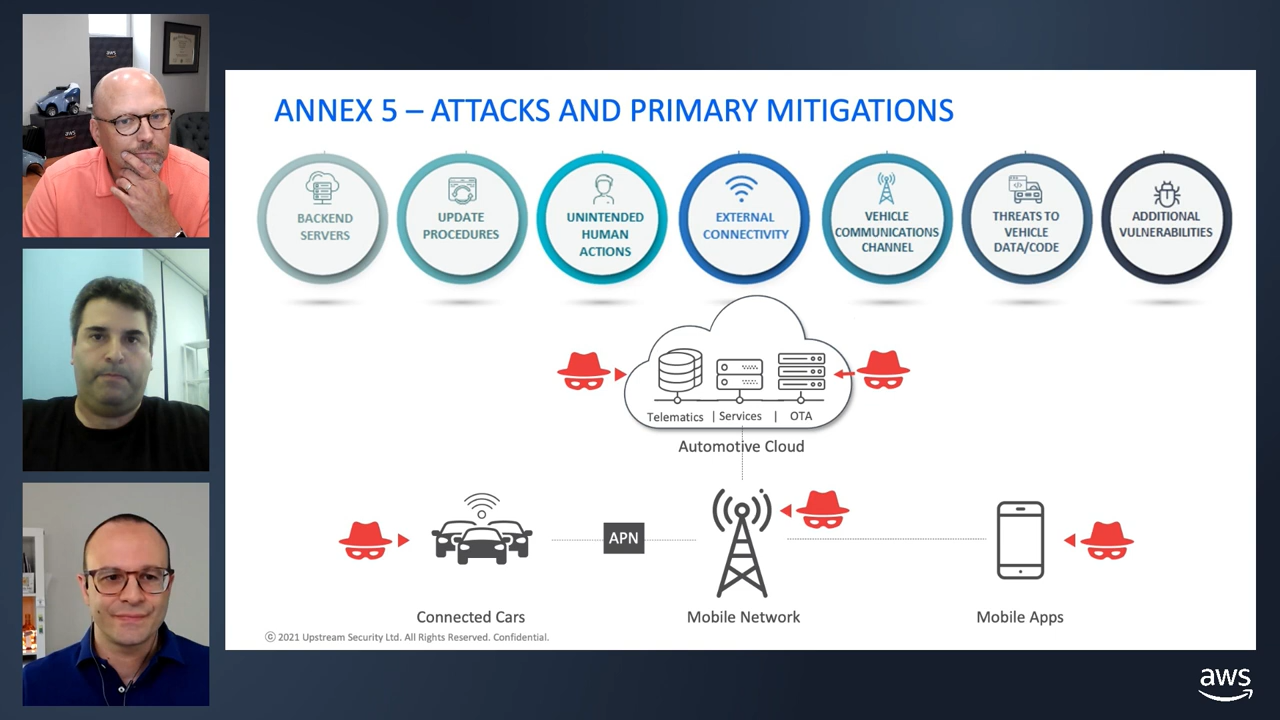 aws
aws
ANNEX 5 – ATTACKS AND PRIMARY MITIGATIONS
BACKEND
SERVERS
UPDATE
PROCEDURES
UNINTENDED
HUMAN
ACTIONS
EXTERNAL
CONNECTIVITY
VEHICLE
COMMUNICATIONS
CHANNEL
THREATS TO
VEHICLE
DATA/CODE
ADDITIONAL
VULNERABILITIES
Telematics | Services | OTA
Automotive Cloud
APN
Connected Cars
Mobile Network
Mobile Apps
© 2021 Upstream Security Ltd. All Rights Reserved. Confidential.
aws